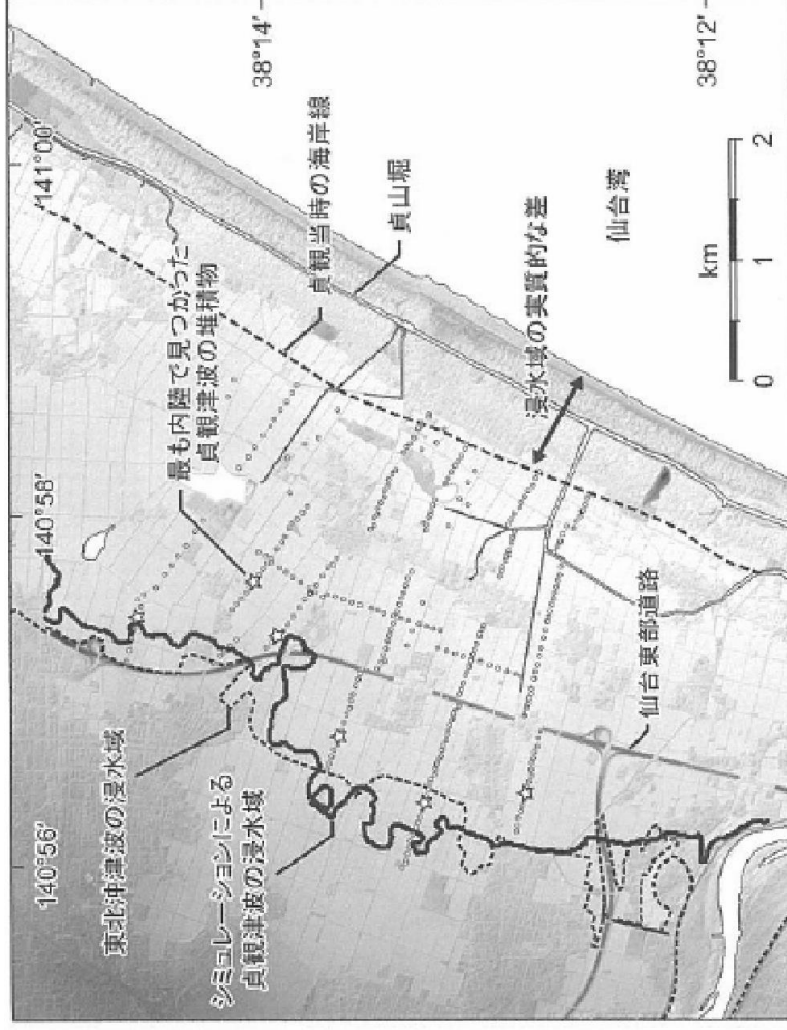 140°56′
140°58′
141°00′
東北沖津波の浸水域
シミュレーションによる
貞観津波の浸水域
最も内陸で見つかった
貞観津波の堆積物
貞観当時の海岸線
貞山堀
38°14′
浸水域の実質的な差
仙台湾
仙台東部道路
km
0 1 2
38°12′